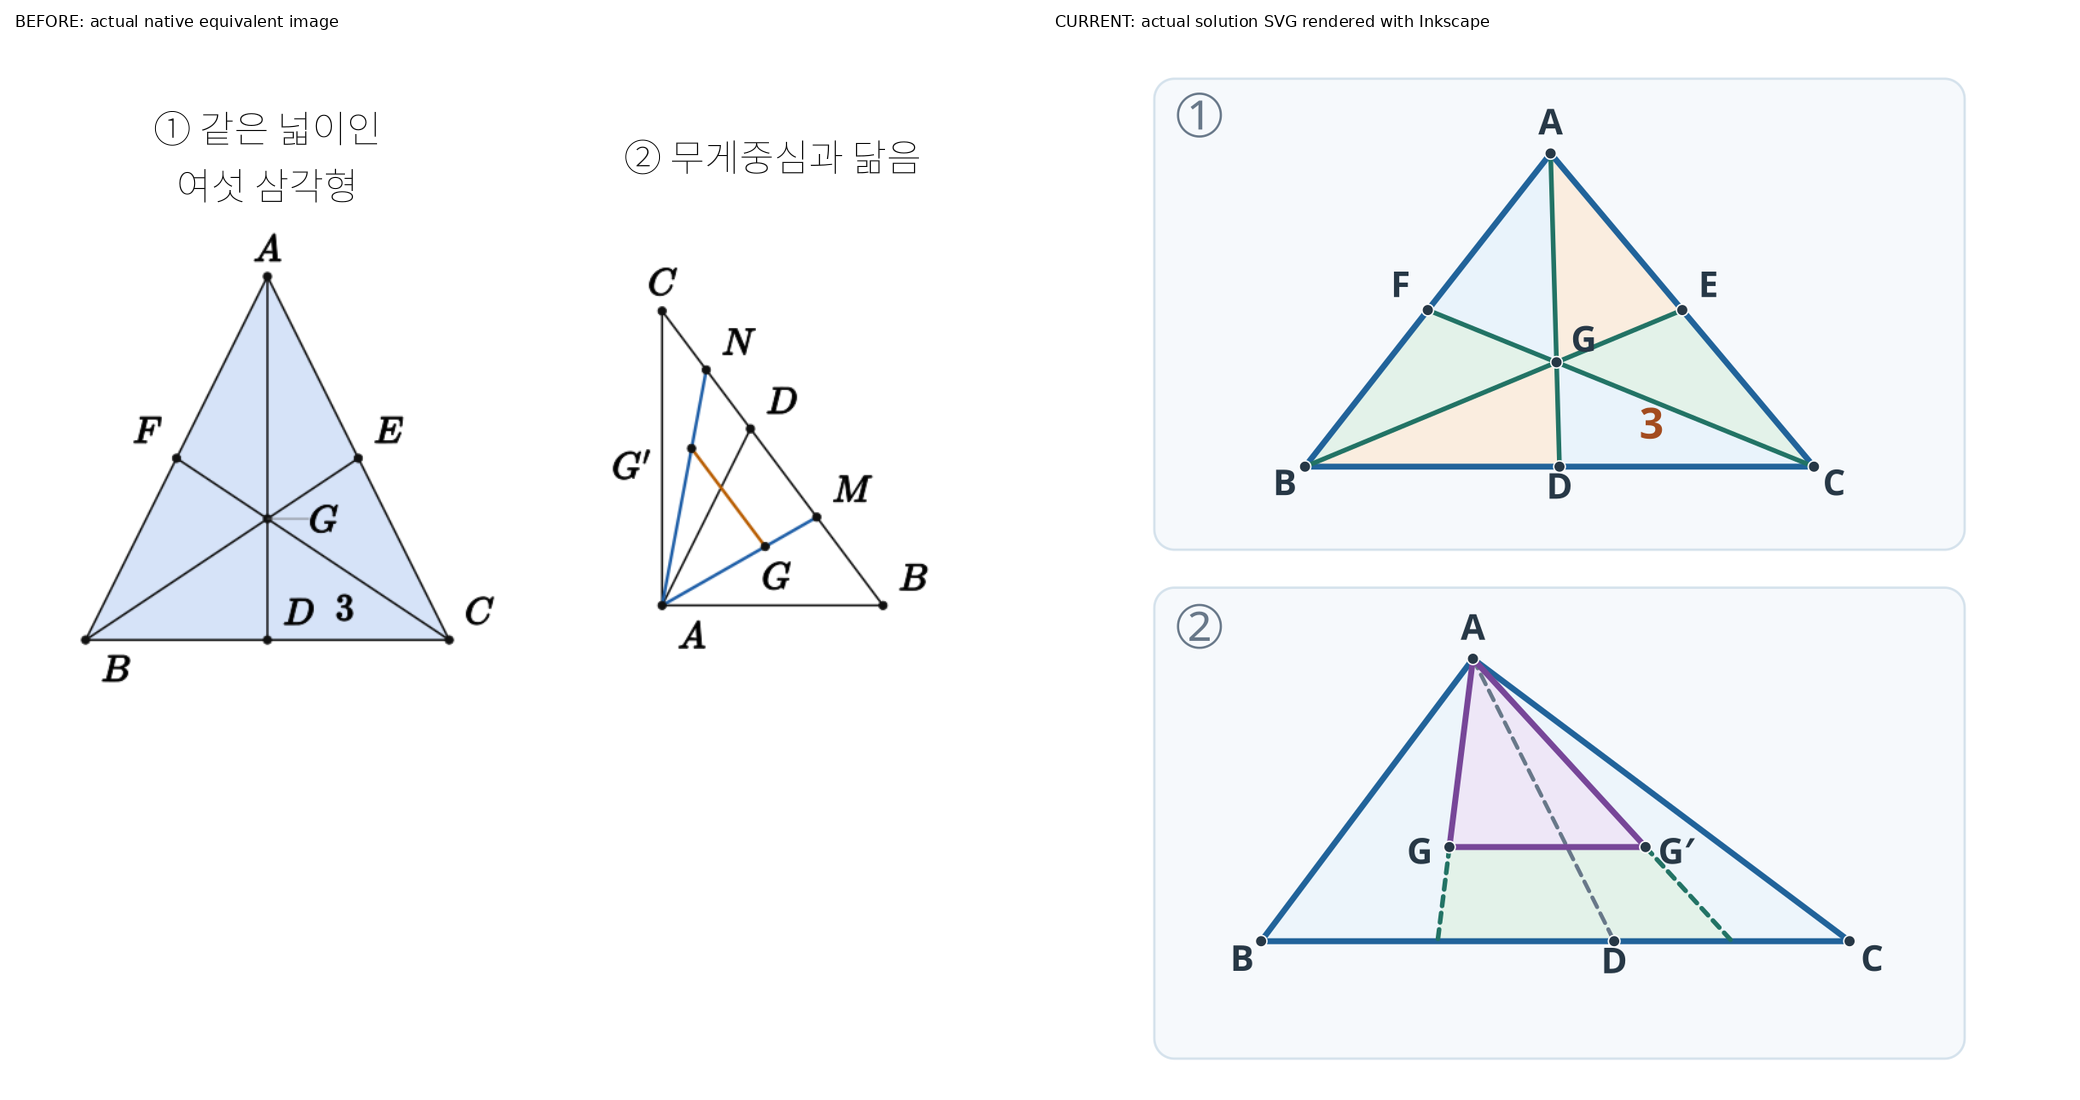 BEFORE: actual native equivalent image
① 같은 넓이인
여섯 삼각형
A
F
E
G
D 3
C
B
② 무게중심과 닮음
C
N
D
G′
M
G
B
A
CURRENT: actual solution SVG rendered with Inkscape
①
A
F
E
G
3
B
D
C
②
A
G
G′
B
D
C